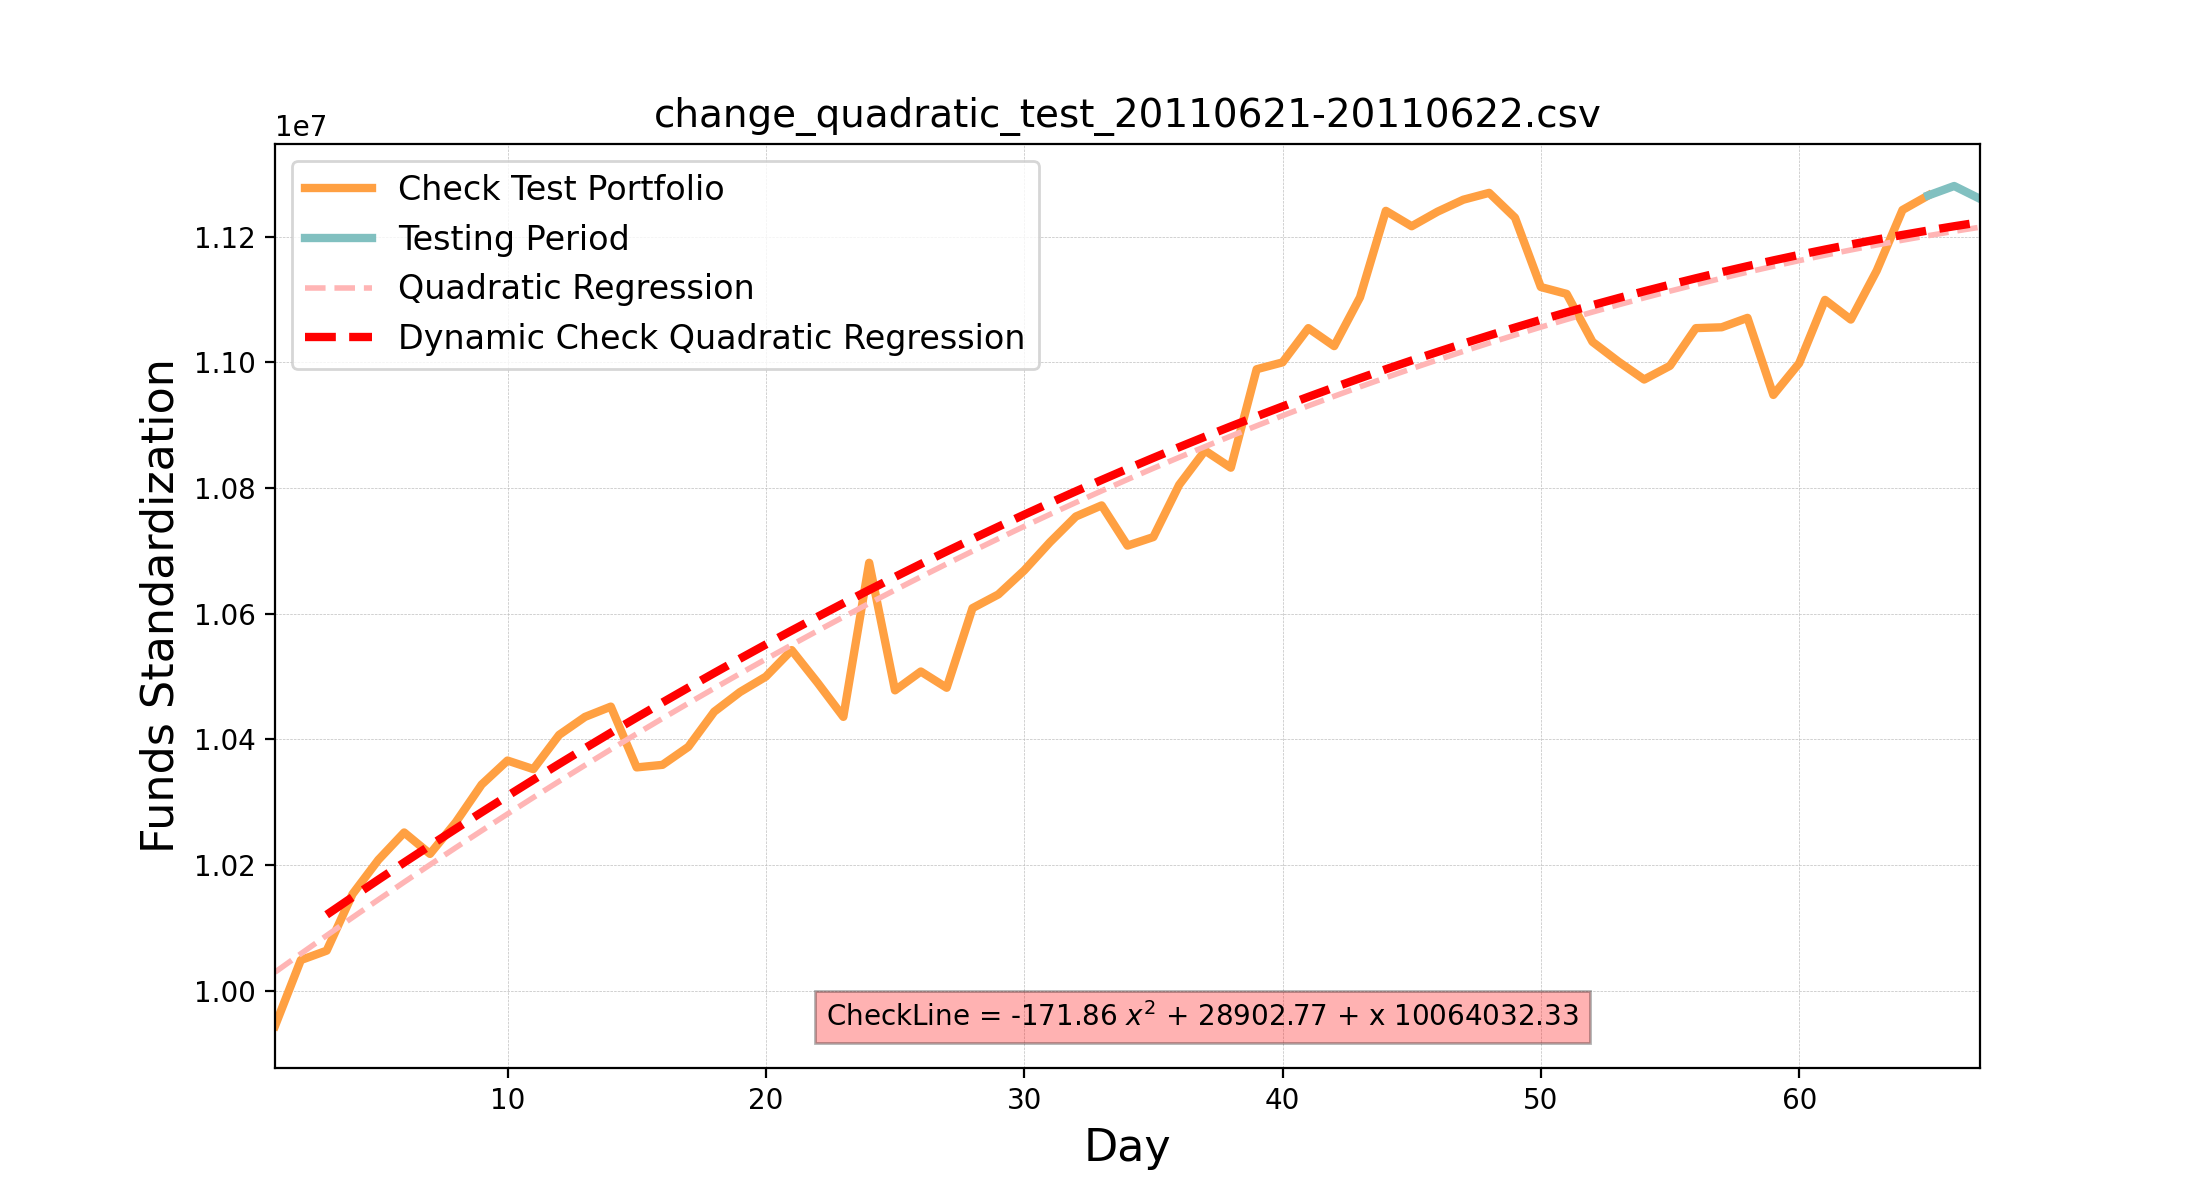 change_quadratic_test_20110621-20110622.csv
1e7
Check Test Portfolio
Testing Period
Quadratic Regression
Dynamic Check Quadratic Regression
1.12
1.10
1.08
1.06
1.04
1.02
1.00
Funds Standardization
CheckLine = -171.86 x² + 28902.77 + x 10064032.33
10 20 30 40 50 60
Day